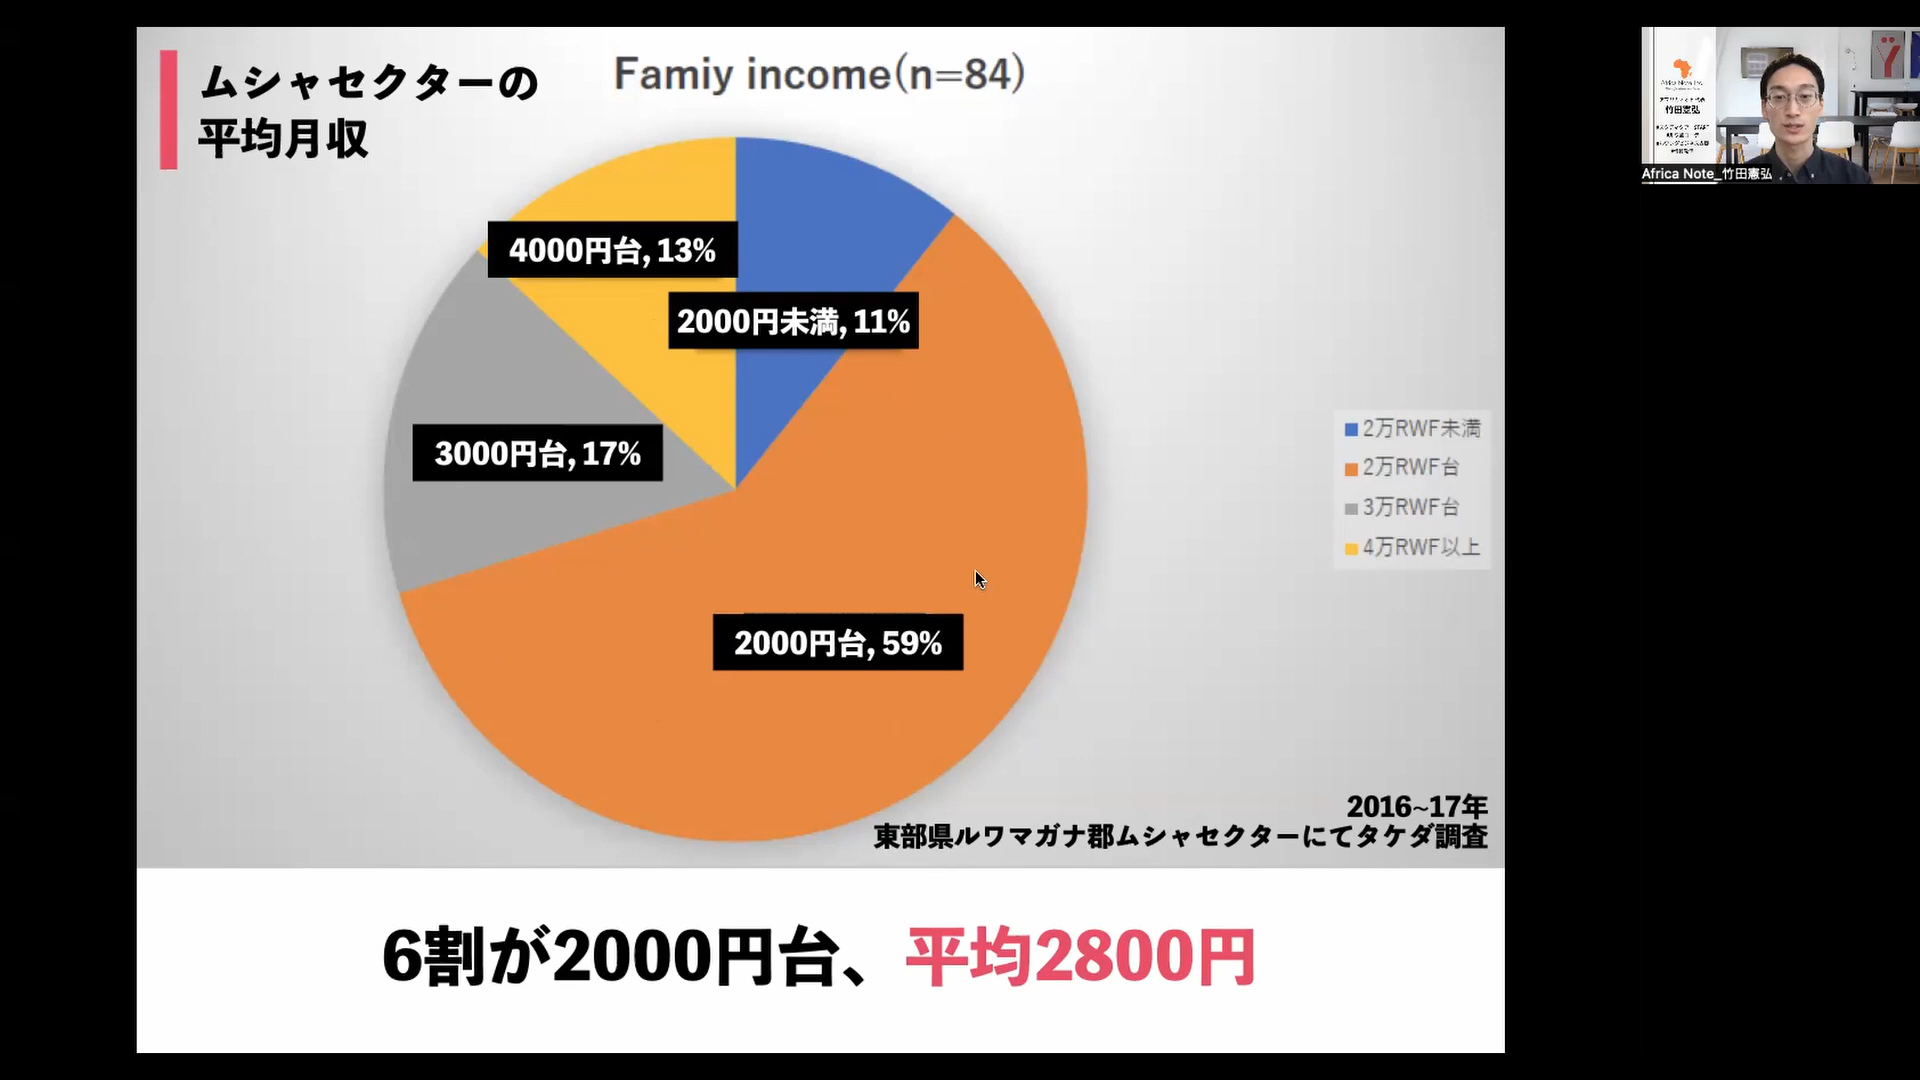 ムシャセクターの
平均月収
Famiy income(n=84)
4000円台, 13%
2000円未満, 11%
3000円台, 17%
2000円台, 59%
2万RWF未満
2万RWF台
3万RWF台
4万RWF以上
2016~17年
東部県ルワマガナ郡ムシャセクターにてタケダ調査
6割が2000円台、平均2800円
竹田憲弘
Africa Note_竹田憲弘